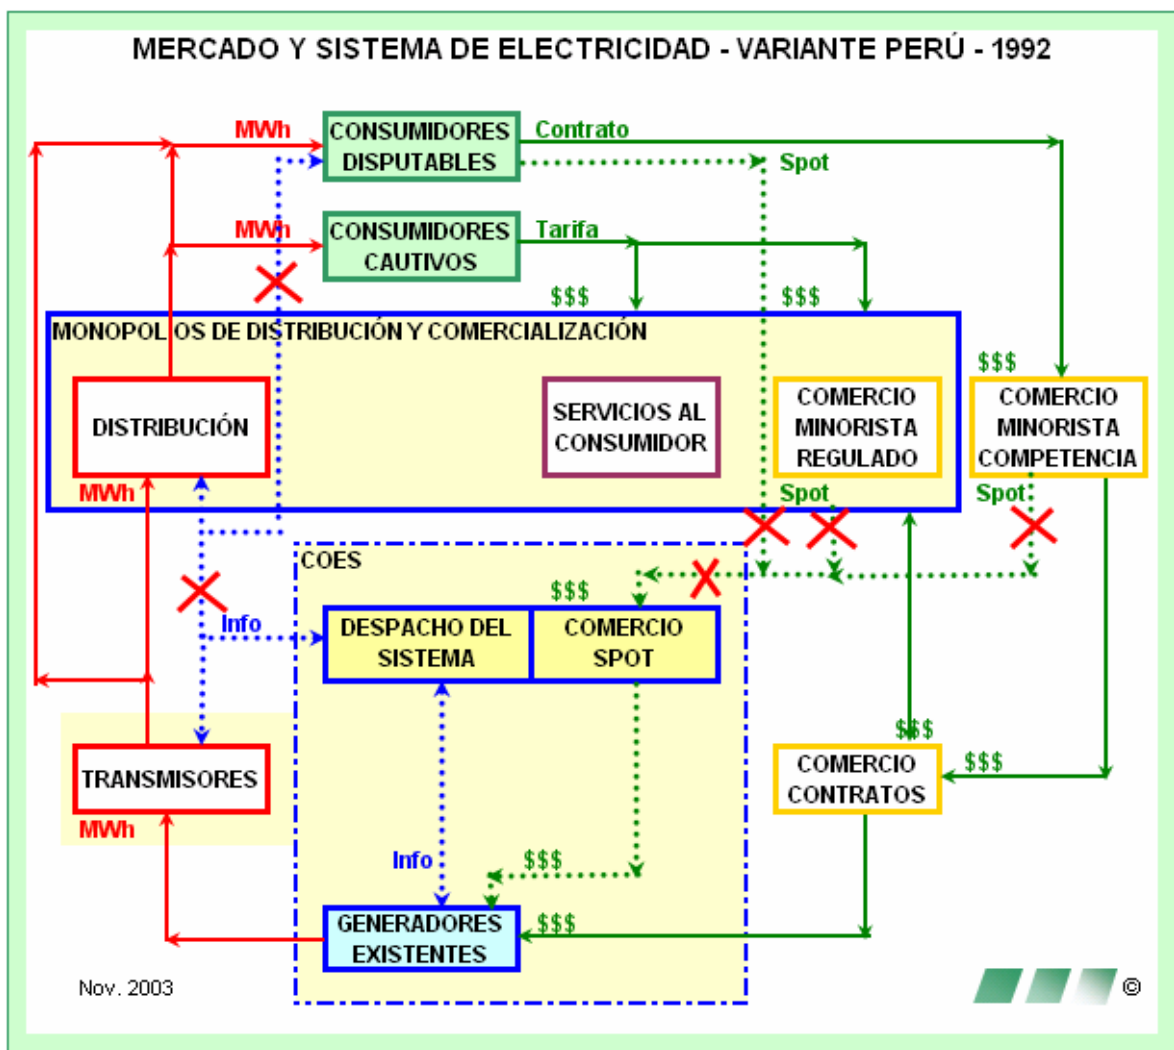 MERCADO Y SISTEMA DE ELECTRICIDAD - VARIANTE PERÚ - 1992
MWh
CONSUMIDORES
DISPUTABLES
Contrato
Spot
MWh
CONSUMIDORES
CAUTIVOS
Tarifa
$$$
$$$
MONOPOLIOS DE DISTRIBUCIÓN Y COMERCIALIZACIÓN
$$$
DISTRIBUCIÓN
SERVICIOS AL
CONSUMIDOR
COMERCIO
MINORISTA
REGULADO
COMERCIO
MINORISTA
COMPETENCIA
MWh
Spot
Spot
COES
$$$
Info
DESPACHO DEL
SISTEMA
COMERCIO
SPOT
$$$
TRANSMISORES
COMERCIO
CONTRATOS
$$$
MWh
Info
$$$
GENERADORES
EXISTENTES
$$$
Nov. 2003
©